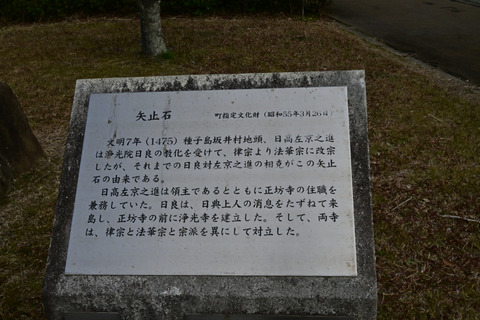 矢止石　町指定文化財（昭和55年3月26日）
文明7年（1475）種子島坂井村地頭、日高左京之進
は浄光院日良の教化を受けて、律宗より法華宗に改宗
したが、それまでの日良対左京之進の相克がこの矢止
石の由来である。
日高左京之進は領主であるとともに正坊寺の住職を
兼務していた。日良は、日典上人の消息をたずねて来
島し、正坊寺の前に浄光寺を建立した。そして、両寺
は、律宗と法華宗と宗派を異にして対立した。